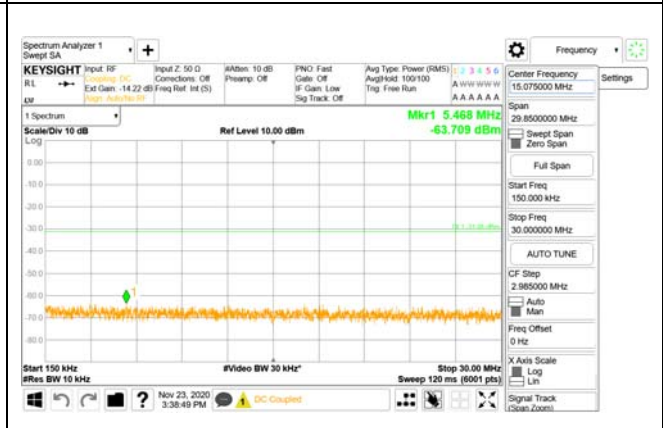 Spectrum Analyzer 1
Swept SA
+
Frequency
KEYSIGHT
RL
Input: RF
Coupling: DC
Ext Gain: -14.22 dB
Align: Auto/No RF
Input Z: 50 Ω
Corrections: Off
Freq Ref: Int (S)
#Atten: 10 dB
Preamp: Off
PNO: Fast
Gate: Off
IF Gain: Low
Sig Track: Off
Avg Type: Power (RMS)
Avg|Hold: 100/100
Trig: Free Run
1 2 3 4 5 6
A W W W W W
A A A A A A
1 Spectrum
Scale/Div 10 dB
Log
Ref Level 10.00 dBm
Mkr1 5.468 MHz
-63.709 dBm
0.00
-10.0
-20.0
-30.0
-40.0
-60.0
-70.0
-80.0
1
Start 150 kHz
#Res BW 10 kHz
#Video BW 30 kHz*
Stop 30.00 MHz
Sweep 120 ms (6001 pts)
?
Nov 23, 2020
3:38:49 PM
DC Coupled
Center Frequency
15.075000 MHz
Settings
Span
29.8500000 MHz
Swept Span
Zero Span
Full Span
Start Freq
150.000 kHz
Stop Freq
30.000000 MHz
AUTO TUNE
CF Step
2.985000 MHz
Auto
Man
Freq Offset
0 Hz
X Axis Scale
Log
Lin
Signal Track
(Span Zoom)